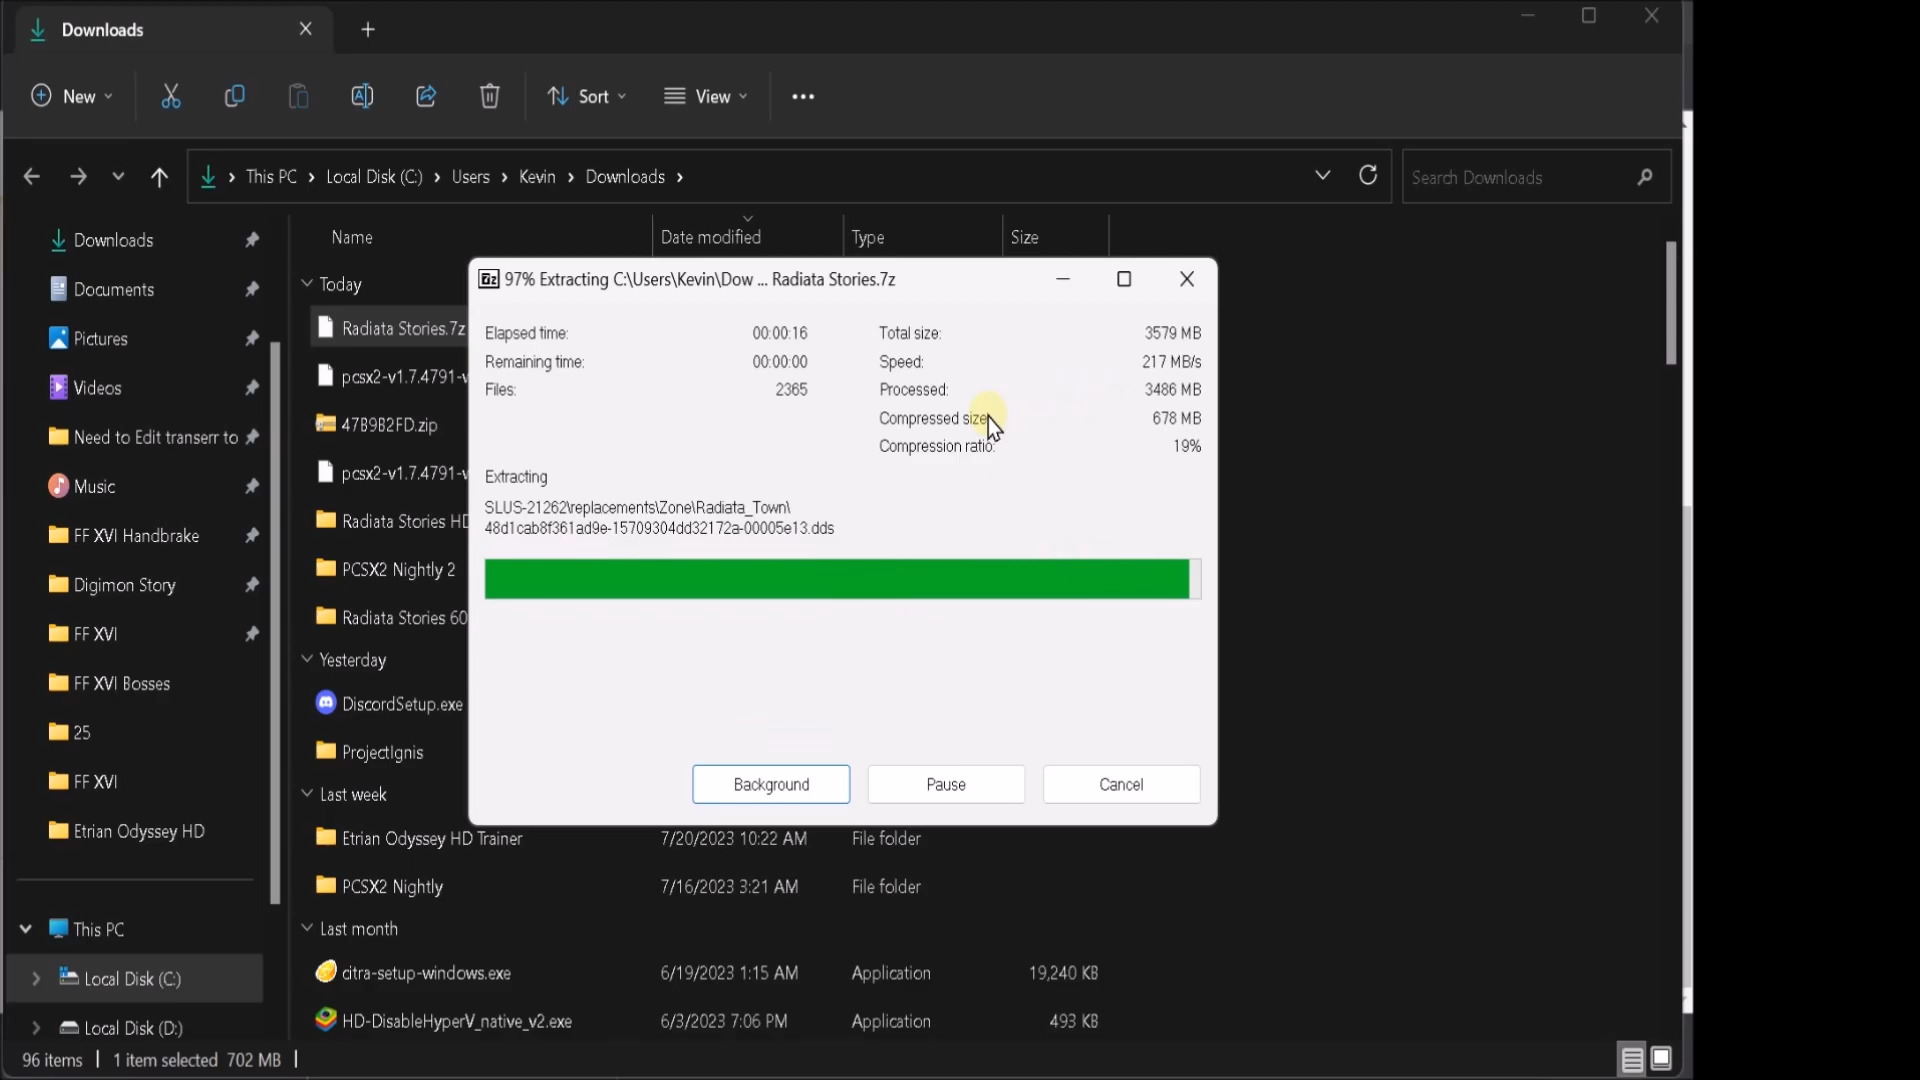 Downloads
New
Sort
View
This PC
Local Disk (C:)
Users
Kevin
Downloads
Search Downloads
Downloads
Documents
Pictures
Videos
Need to Edit transerr to
Music
FF XVI Handbrake
Digimon Story
FF XVI
FF XVI Bosses
25
FF XVI
Etrian Odyssey HD
This PC
Local Disk (C:)
Local Disk (D:)
Name
Date modified
Type
Size
Today
Radiata Stories.7z
pcsx2-v1.7.4791-w
47B9B2FD.zip
pcsx2-v1.7.4791-w
Radiata Stories HD
PCSX2 Nightly 2
Radiata Stories 60
Yesterday
DiscordSetup.exe
ProjectIgnis
Last week
Etrian Odyssey HD Trainer 7/20/2023 10:22 AM File folder
PCSX2 Nightly 7/16/2023 3:21 AM File folder
Last month
citra-setup-windows.exe 6/19/2023 1:15 AM Application 19,240 KB
HD-DisableHyperV_native_v2.exe 6/3/2023 7:06 PM Application 493 KB
7z 97% Extracting C:\Users\Kevin\Dow ... Radiata Stories.7z
Elapsed time: 00:00:16
Remaining time: 00:00:00
Files: 2365
Total size: 3579 MB
Speed: 217 MB/s
Processed: 3486 MB
Compressed size: 678 MB
Compression ratio: 19%
Extracting
SLUS-21262\replacements\Zone\Radiata_Town\
48d1cab8f361ad9e-15709304dd32172a-00005e13.dds
Background
Pause
Cancel
96 items
1 item selected 702 MB